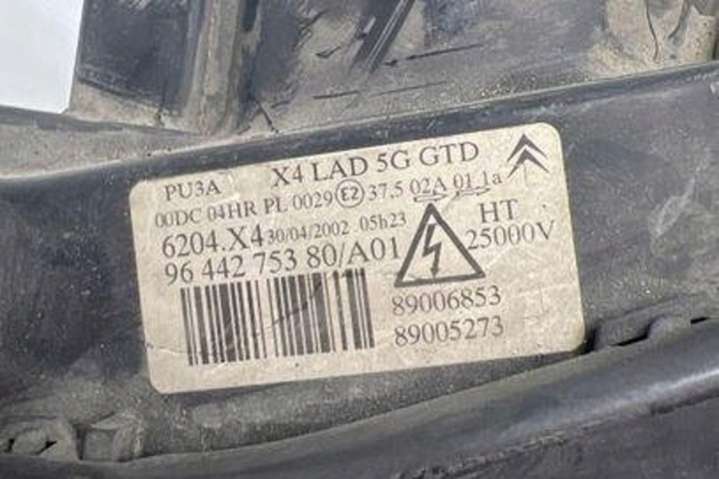 PU3A X4 LAD 5G GTD
00DC 04HR PL 0029 E2 37.5 02A 01 1a
6204.X4 30/04/2002 05h23 HT
96 442 753 80/A01 25000V
89006853
89005273